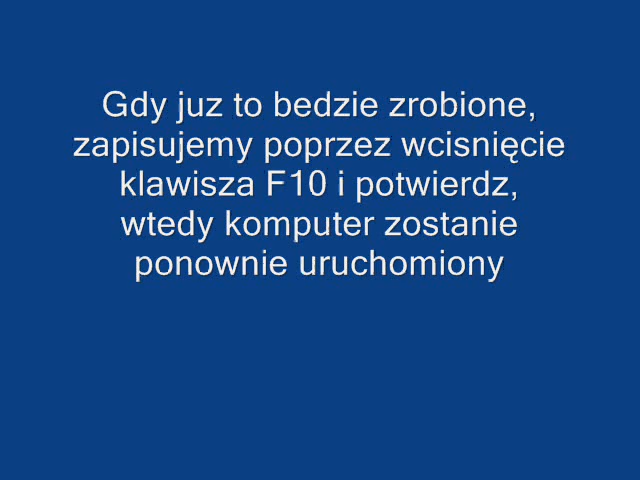 Gdy juz to bedzie zrobione,
zapisujemy poprzez wcisnięcie
klawisza F10 i potwierdz,
wtedy komputer zostanie
ponownie uruchomiony